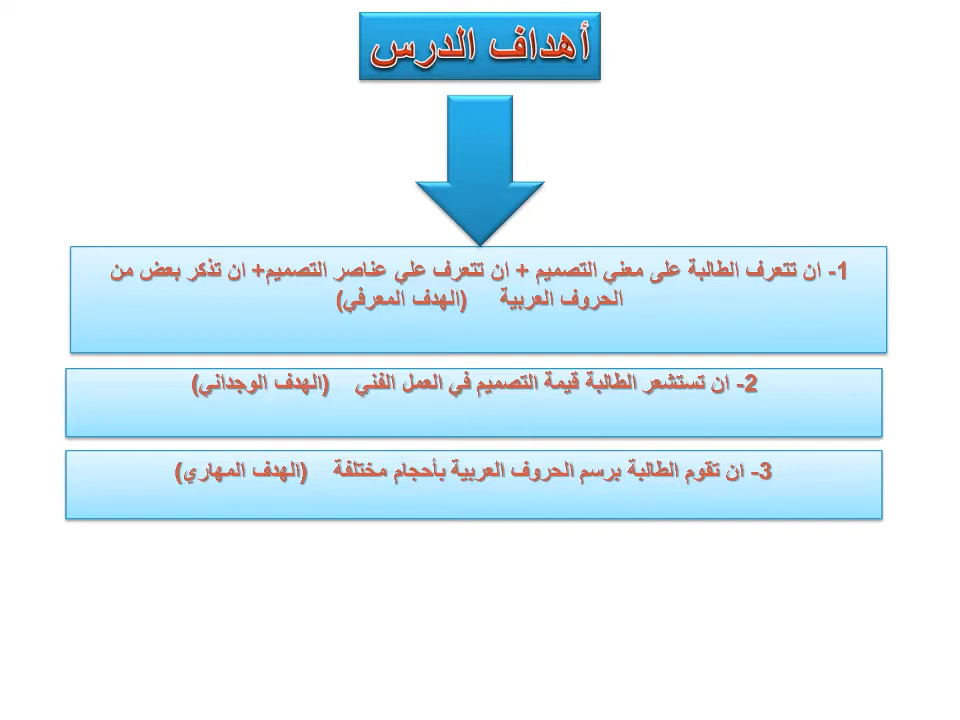 أهداف الدرس
1- ان تتعرف الطالبة على معني التصميم + ان تتعرف علي عناصر التصميم+ ان تذكر بعض من
الحروف العربية (الهدف المعرفي)
2- ان تستشعر الطالبة قيمة التصميم في العمل الفني (الهدف الوجداني)
3- ان تقوم الطالبة برسم الحروف العربية بأحجام مختلفة (الهدف المهاري)